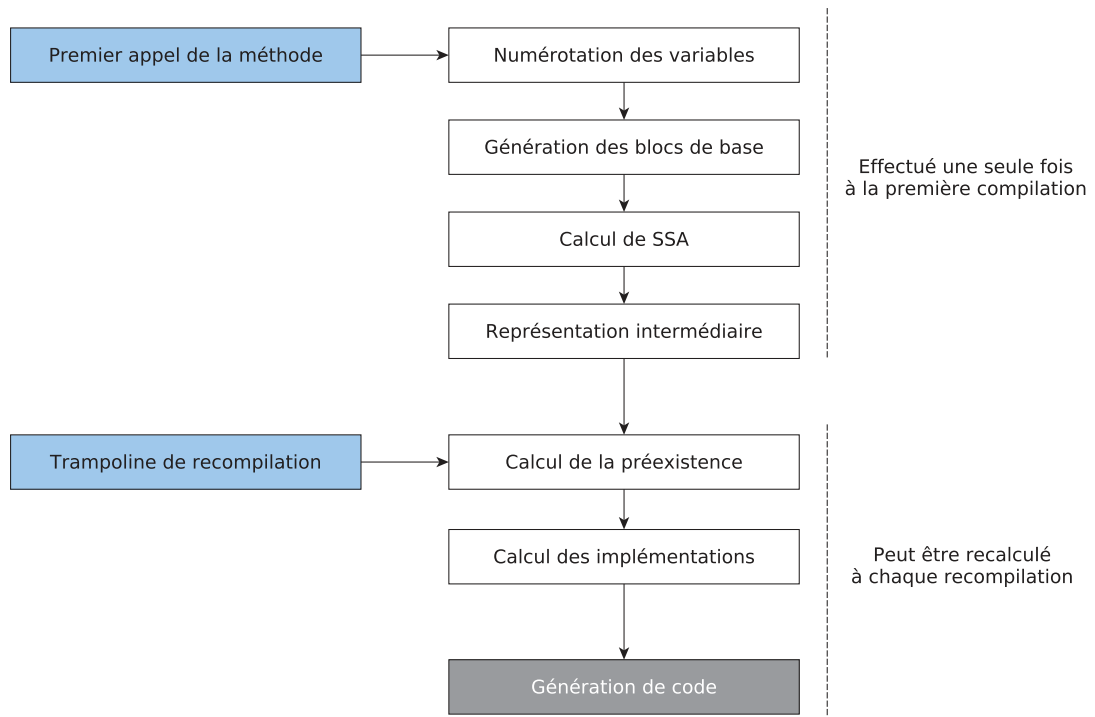 Premier appel de la méthode
Numérotation des variables
Génération des blocs de base
Effectué une seule fois
à la première compilation
Calcul de SSA
Représentation intermédiaire
Trampoline de recompilation
Calcul de la préexistence
Calcul des implémentations
Peut être recalculé
à chaque recompilation
Génération de code